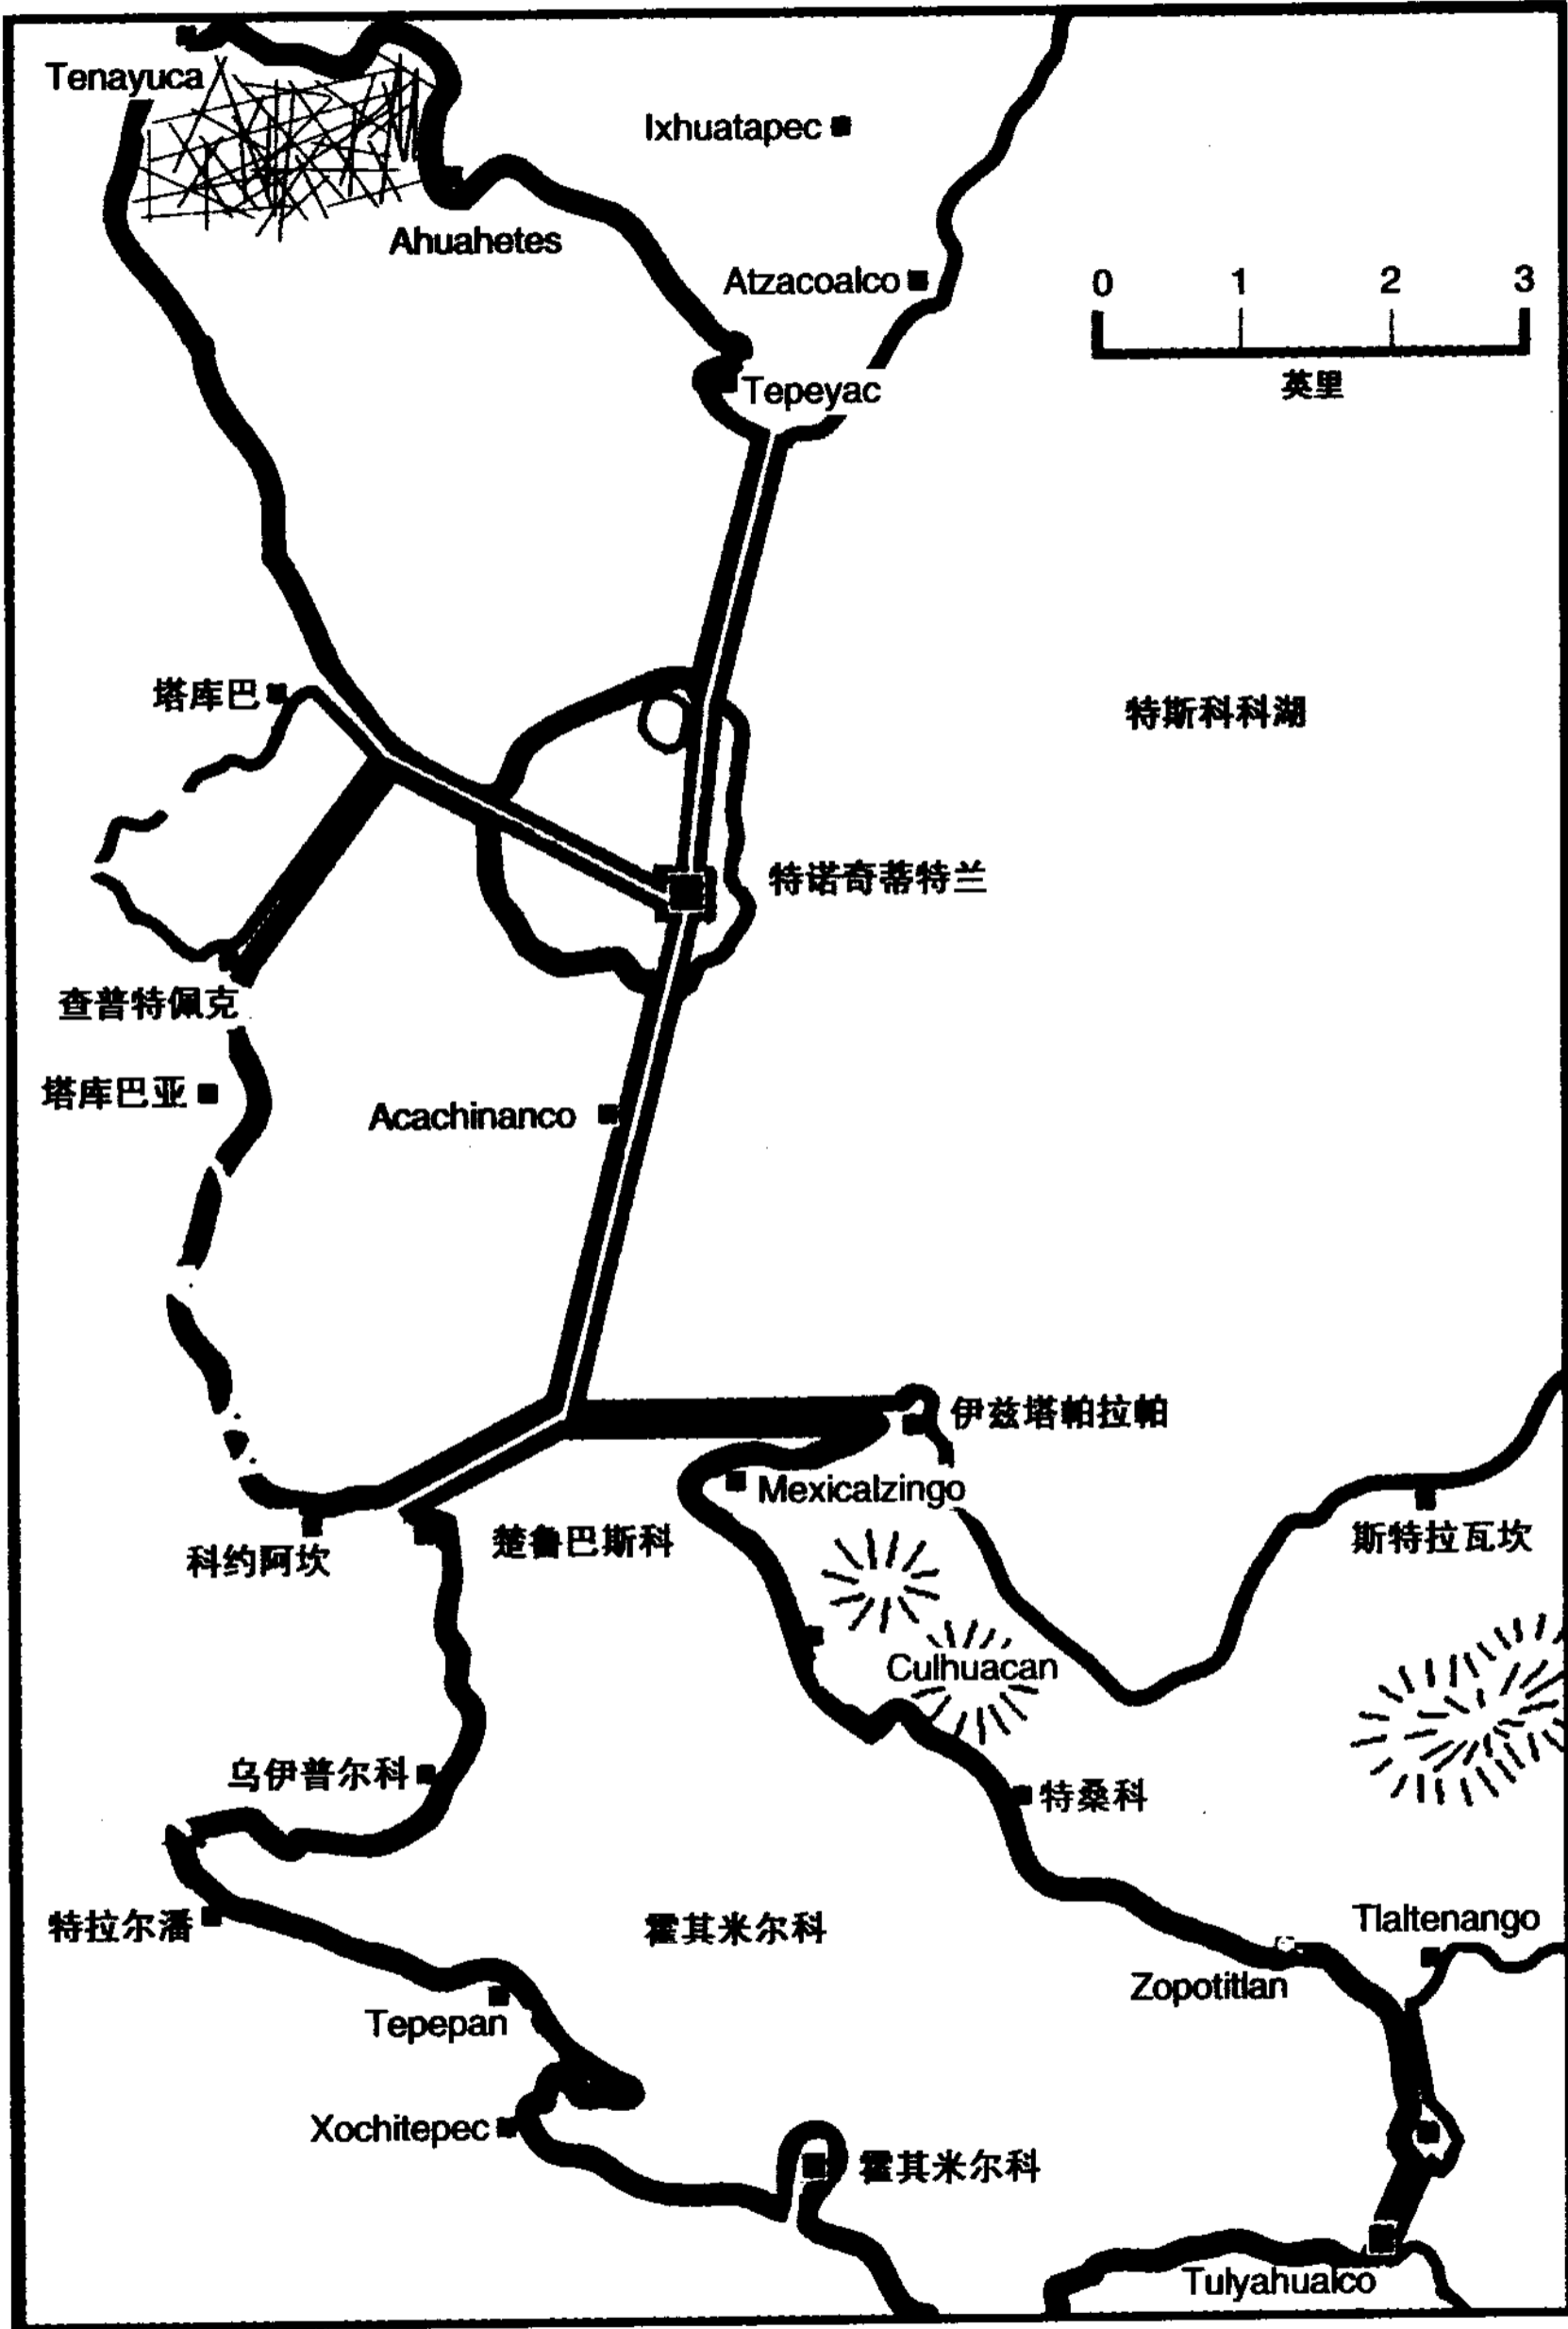 Tenayuca
Ixhuatapec
Ahuahetes
Atzacoalco
0 1 2 3
英里
Tepeyac
塔库巴
特斯科科湖
特诺奇蒂特兰
查普特佩克
塔库巴亚
Acachinanco
伊兹塔帕拉帕
Mexicalzingo
科约阿坎
楚鲁巴斯科
斯特拉瓦坎
Culhuacan
乌伊普尔科
特桑科
特拉尔潘
霍其米尔科
Tlaltenango
Zopotitlan
Tepepan
Xochitepec
霍其米尔科
Tulyahualco